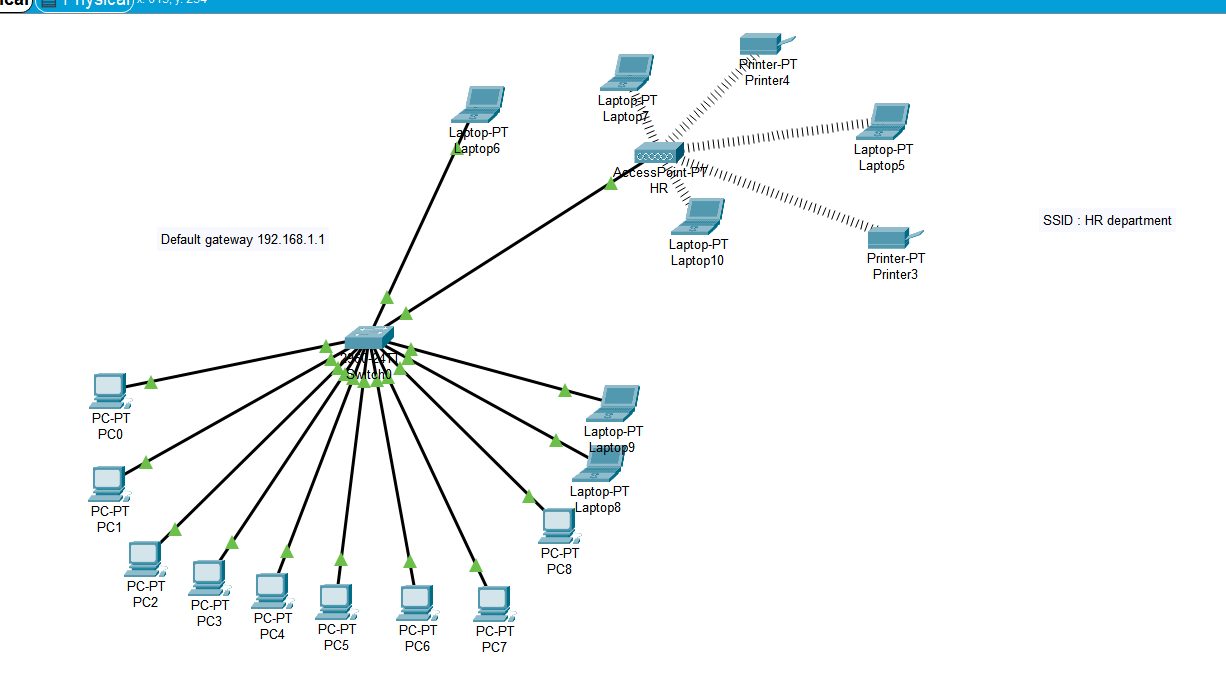 Physical
Printer-PT
Printer4
Laptop-PT
Laptop7
Laptop-PT
Laptop6
Laptop-PT
Laptop5
AccessPoint-PT
HR
SSID : HR department
Default gateway 192.168.1.1
Laptop-PT
Laptop10
Printer-PT
Printer3
Switch0
PC-PT
PC0
Laptop-PT
Laptop9
PC-PT
PC1
Laptop-PT
Laptop8
PC-PT
PC8
PC-PT
PC2
PC-PT
PC3
PC-PT
PC4
PC-PT
PC5
PC-PT
PC6
PC-PT
PC7